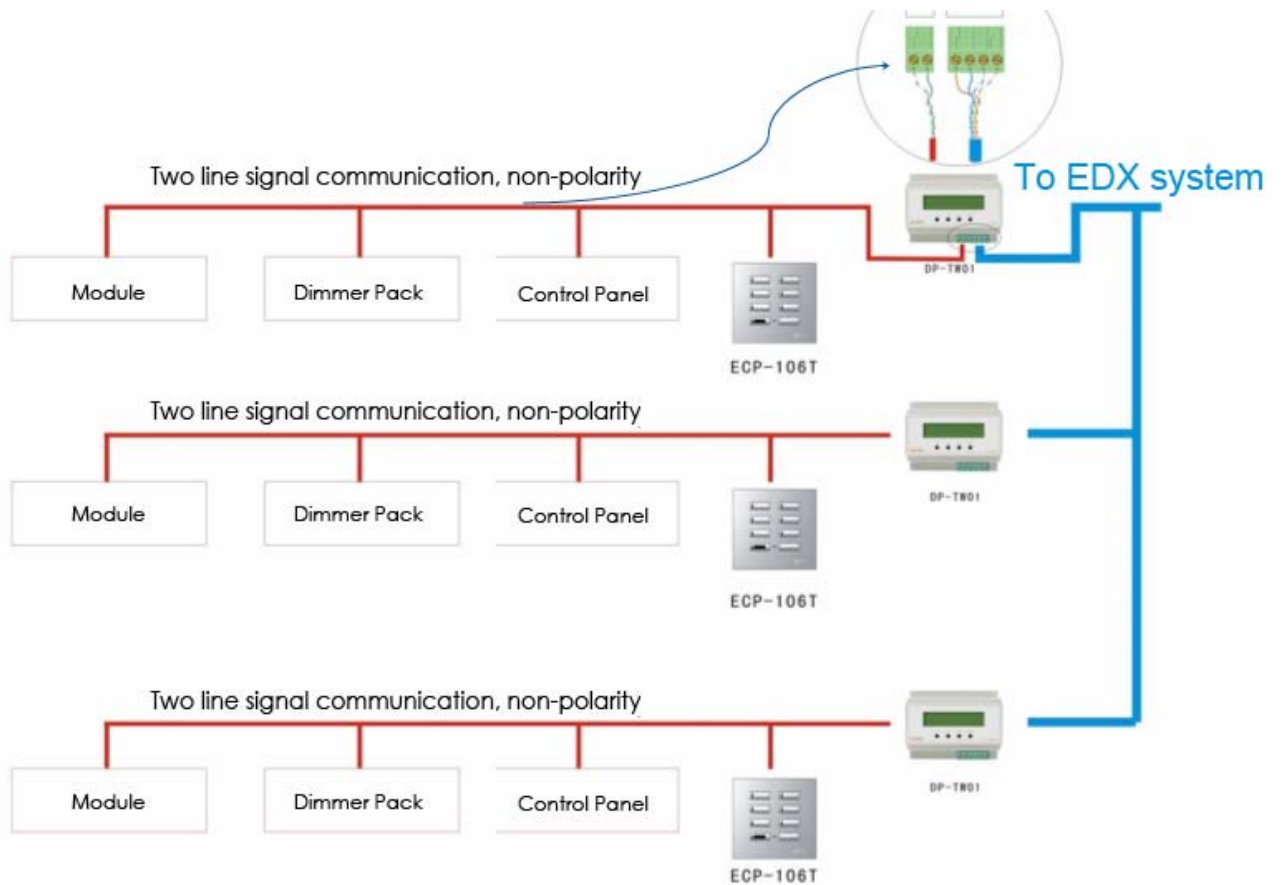 Two line signal communication, non-polarity
To EDX system
Module
Dimmer Pack
Control Panel
DP-TW01
ECP-106T
Two line signal communication, non-polarity
Module
Dimmer Pack
Control Panel
DP-TW01
ECP-106T
Two line signal communication, non-polarity
Module
Dimmer Pack
Control Panel
DP-TW01
ECP-106T